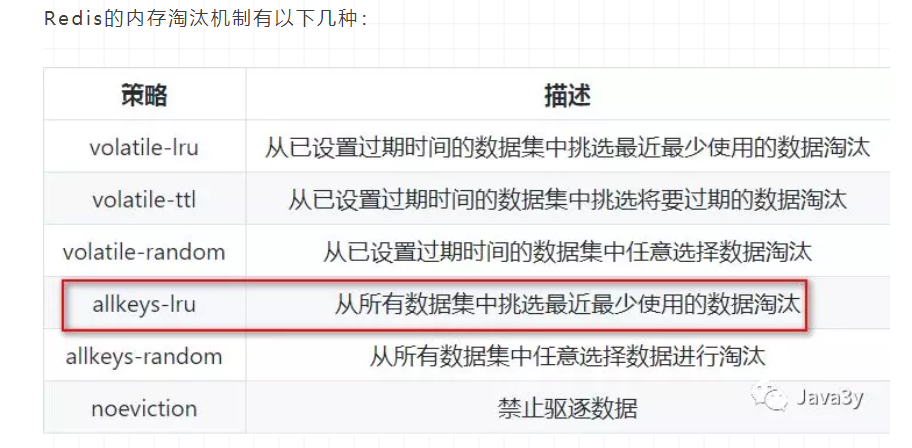 Redis的内存淘汰机制有以下几种：
策略 描述
volatile-lru 从已设置过期时间的数据集中挑选最近最少使用的数据淘汰
volatile-ttl 从已设置过期时间的数据集中挑选将要过期的数据淘汰
volatile-random 从已设置过期时间的数据集中任意选择数据淘汰
allkeys-lru 从所有数据集中挑选最近最少使用的数据淘汰
allkeys-random 从所有数据集中任意选择数据进行淘汰
noeviction 禁止驱逐数据
Java3y